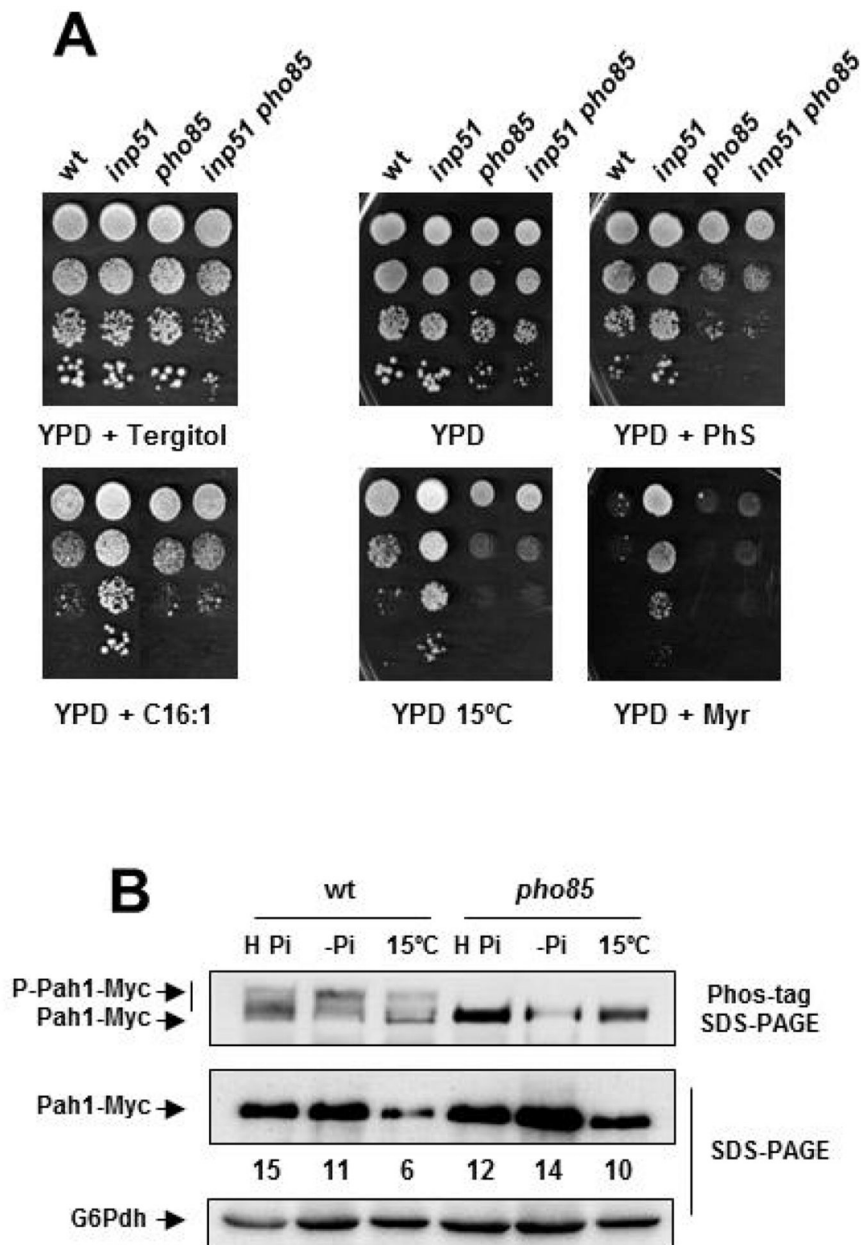 A
wt inp51 pho85 inp51 pho85
wt inp51 pho85 inp51 pho85
wt inp51 pho85 inp51 pho85
YPD + Tergitol
YPD
YPD + PhS
YPD + C16:1
YPD 15ºC
YPD + Myr
B
wt
pho85
H Pi -Pi 15ºC H Pi -Pi 15ºC
P-Pah1-Myc
Pah1-Myc
Phos-tag
SDS-PAGE
Pah1-Myc
SDS-PAGE
15 11 6 12 14 10
G6Pdh